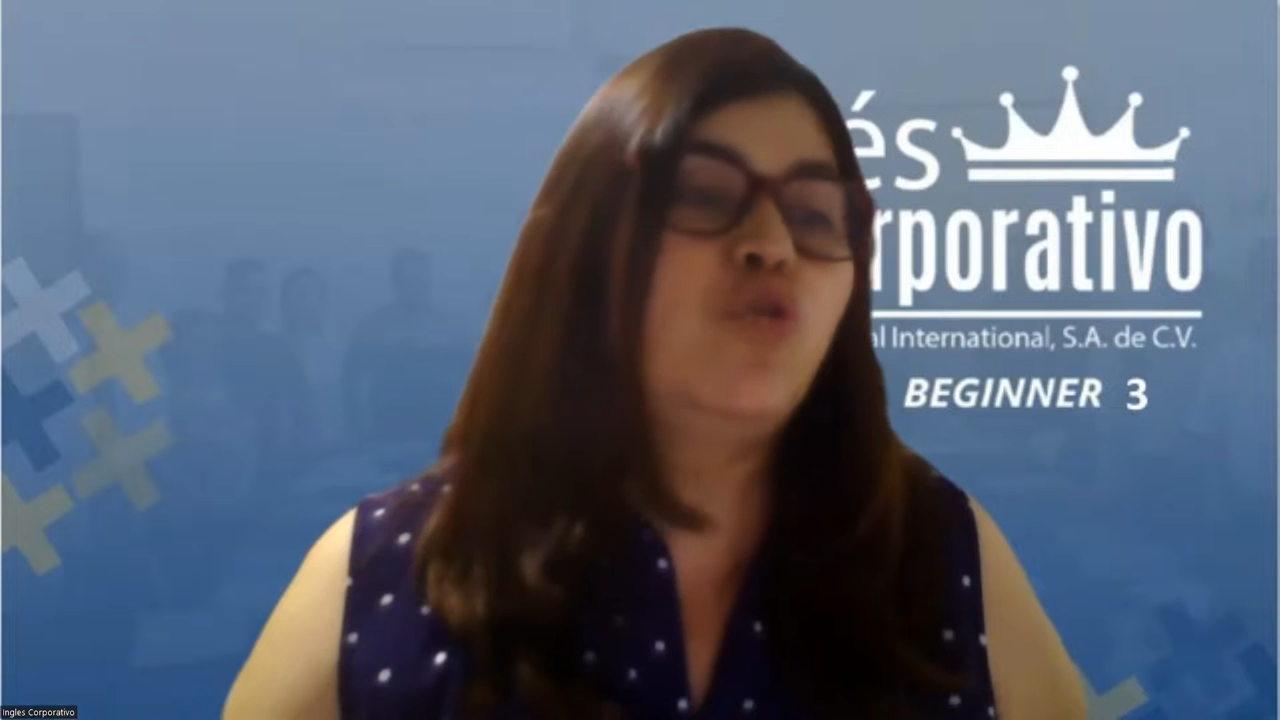 és
rporativo
al International, S.A. de C.V.
BEGINNER 3
Ingles Corporativo